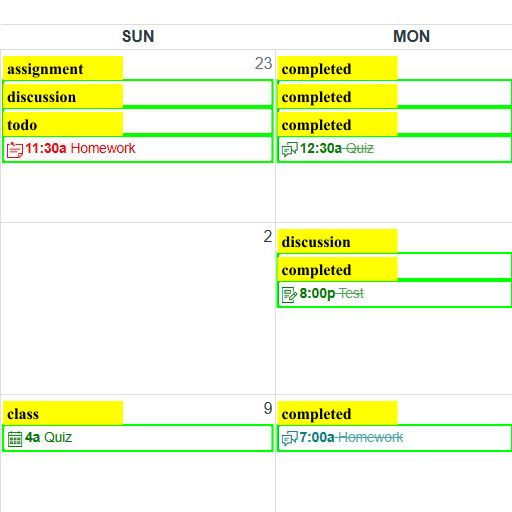 SUN MON
23
assignment completed
discussion completed
todo completed
11:30a Homework 12:30a Quiz
2
discussion
completed
8:00p Test
9
class completed
4a Quiz 7:00a Homework